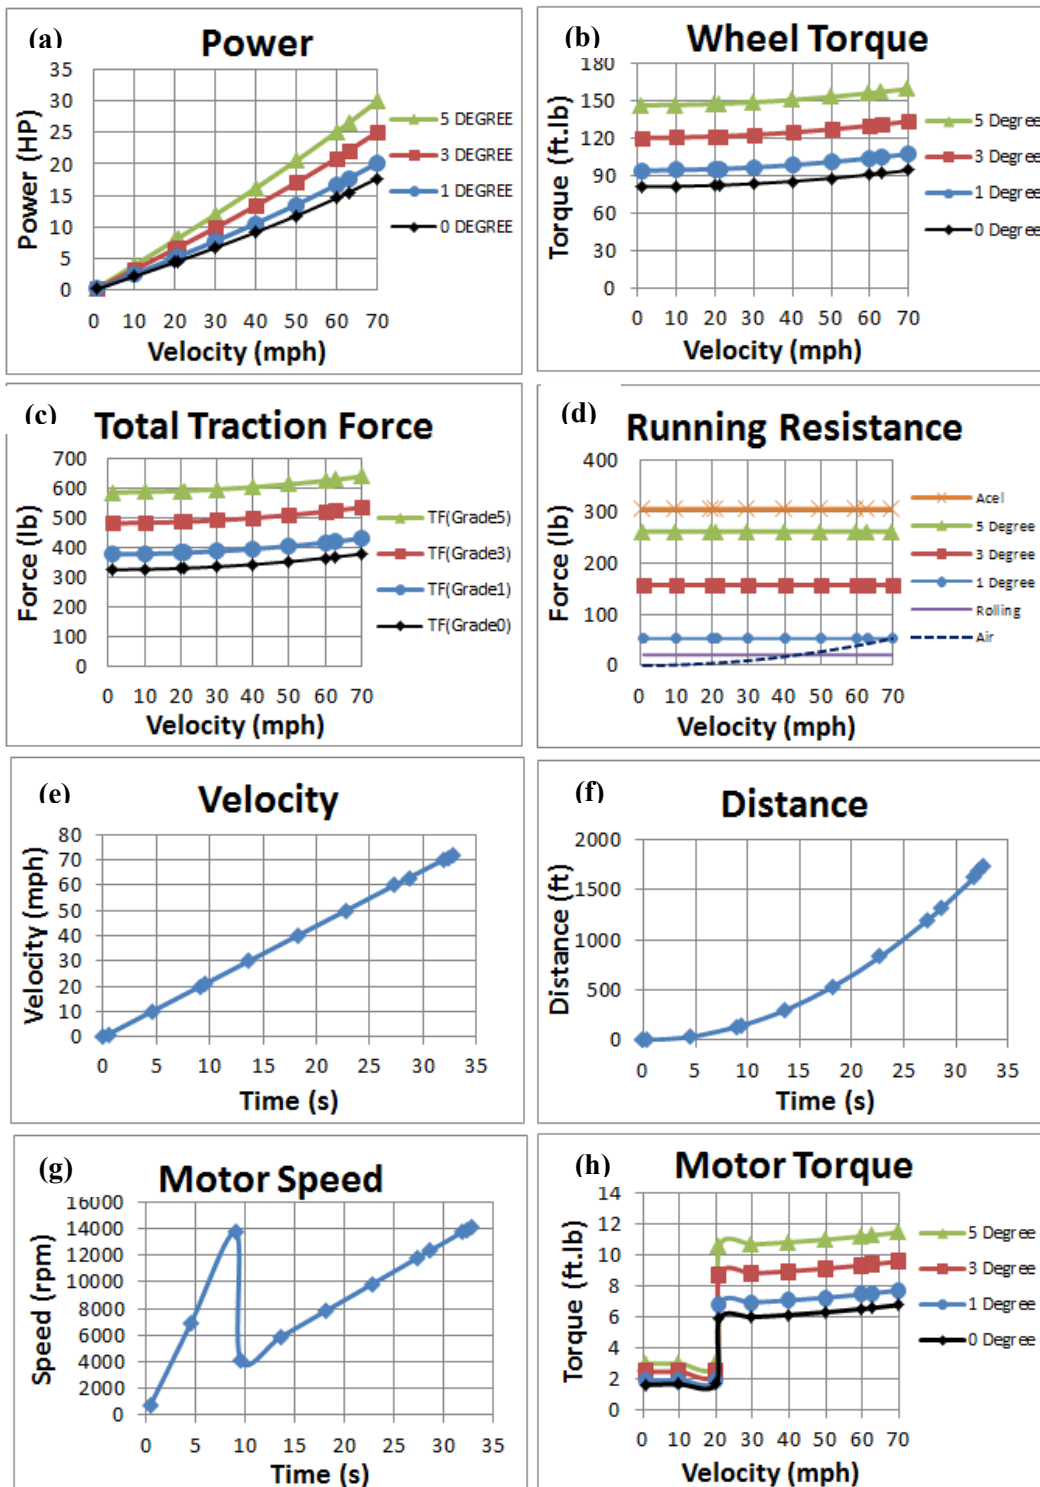 (a)
Power
35
30
25
20
15
10
5
0
Power (HP)
0 10 20 30 40 50 60 70
Velocity (mph)
5 DEGREE
3 DEGREE
1 DEGREE
0 DEGREE
(b)
Wheel Torque
180
150
120
90
60
30
0
Torque (ft.lb)
0 10 20 30 40 50 60 70
Velocity (mph)
5 Degree
3 Degree
1 Degree
0 Degree
(c)
Total Traction Force
700
600
500
400
300
200
100
0
Force (lb)
0 10 20 30 40 50 60 70
Velocity (mph)
TF(Grade5)
TF(Grade3)
TF(Grade1)
TF(Grade0)
(d)
Running Resistance
400
300
200
100
0
Force (lb)
0 10 20 30 40 50 60 70
Velocity (mph)
Acel
5 Degree
3 Degree
1 Degree
Rolling
Air
(e)
Velocity
80
70
60
50
40
30
20
10
0
Velocity (mph)
0 5 10 15 20 25 30 35
Time (s)
(f)
Distance
2000
1500
1000
500
0
Distance (ft)
0 5 10 15 20 25 30 35
Time (s)
(g)
Motor Speed
16000
14000
12000
10000
8000
6000
4000
2000
0
Speed (rpm)
0 5 10 15 20 25 30 35
Time (s)
(h)
Motor Torque
14
12
10
8
6
4
2
0
Torque (ft.lb)
0 10 20 30 40 50 60 70
Velocity (mph)
5 Degree
3 Degree
1 Degree
0 Degree